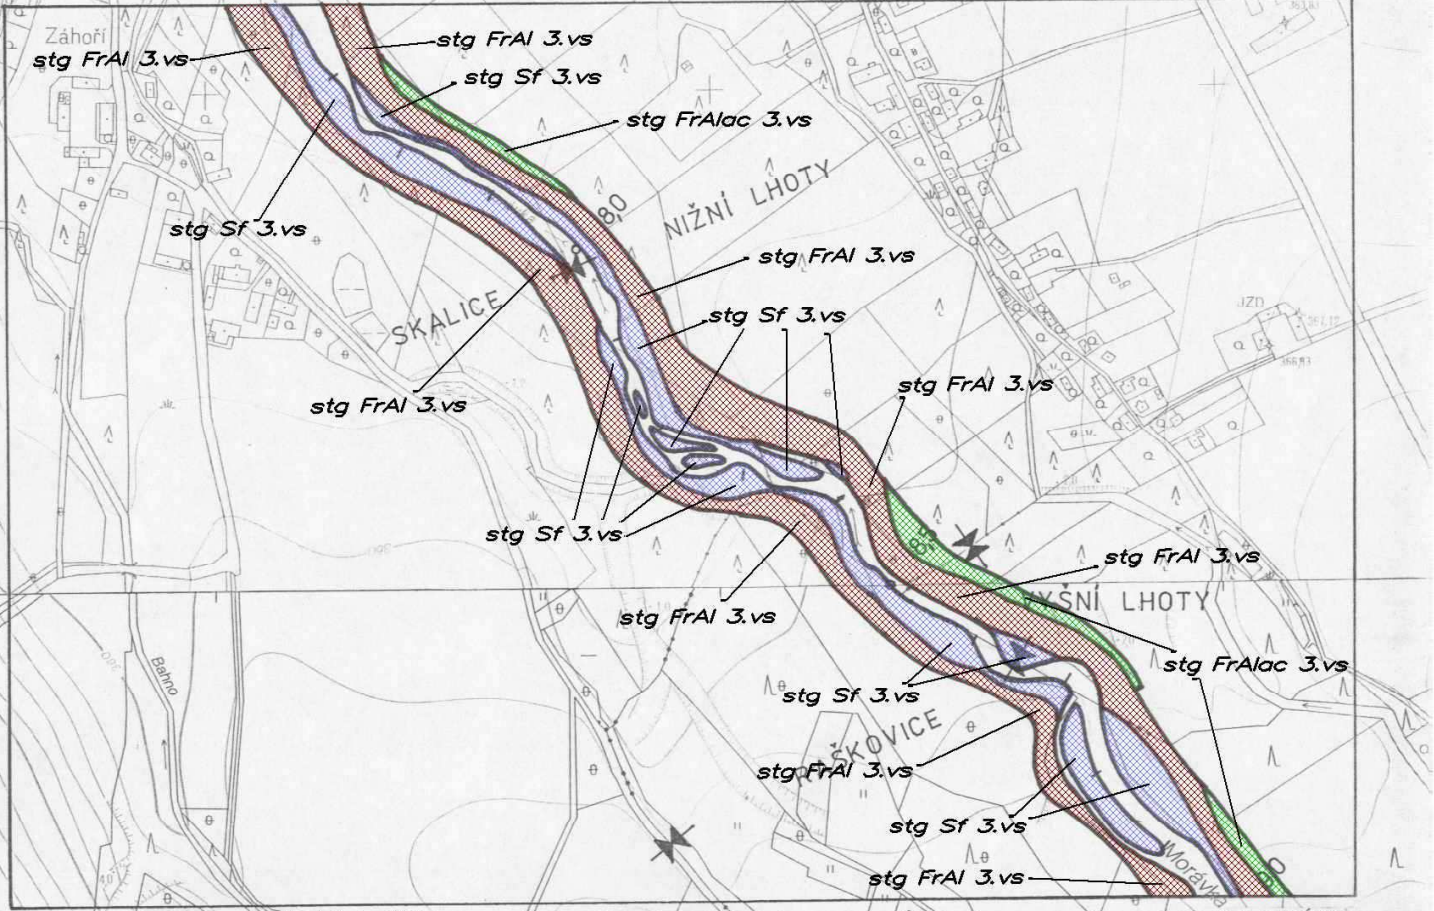 Záhoří
stg FrAl 3.vs
stg FrAl 3.vs
stg Sf 3.vs
stg FrAlac 3.vs
stg Sf 3.vs
8,0
NIŽNÍ LHOTY
stg FrAl 3.vs
SKALICE
stg Sf 3.vs
JZD
stg FrAl 3.vs
stg FrAl 3.vs
stg Sf 3.vs
stg FrAl 3.vs
VYŠNÍ LHOTY
stg FrAl 3.vs
stg FrAlac 3.vs
Bahno
stg Sf 3.vs
RAŠKOVICE
stg FrAl 3.vs
stg Sf 3.vs
Morávka
stg FrAl 3.vs